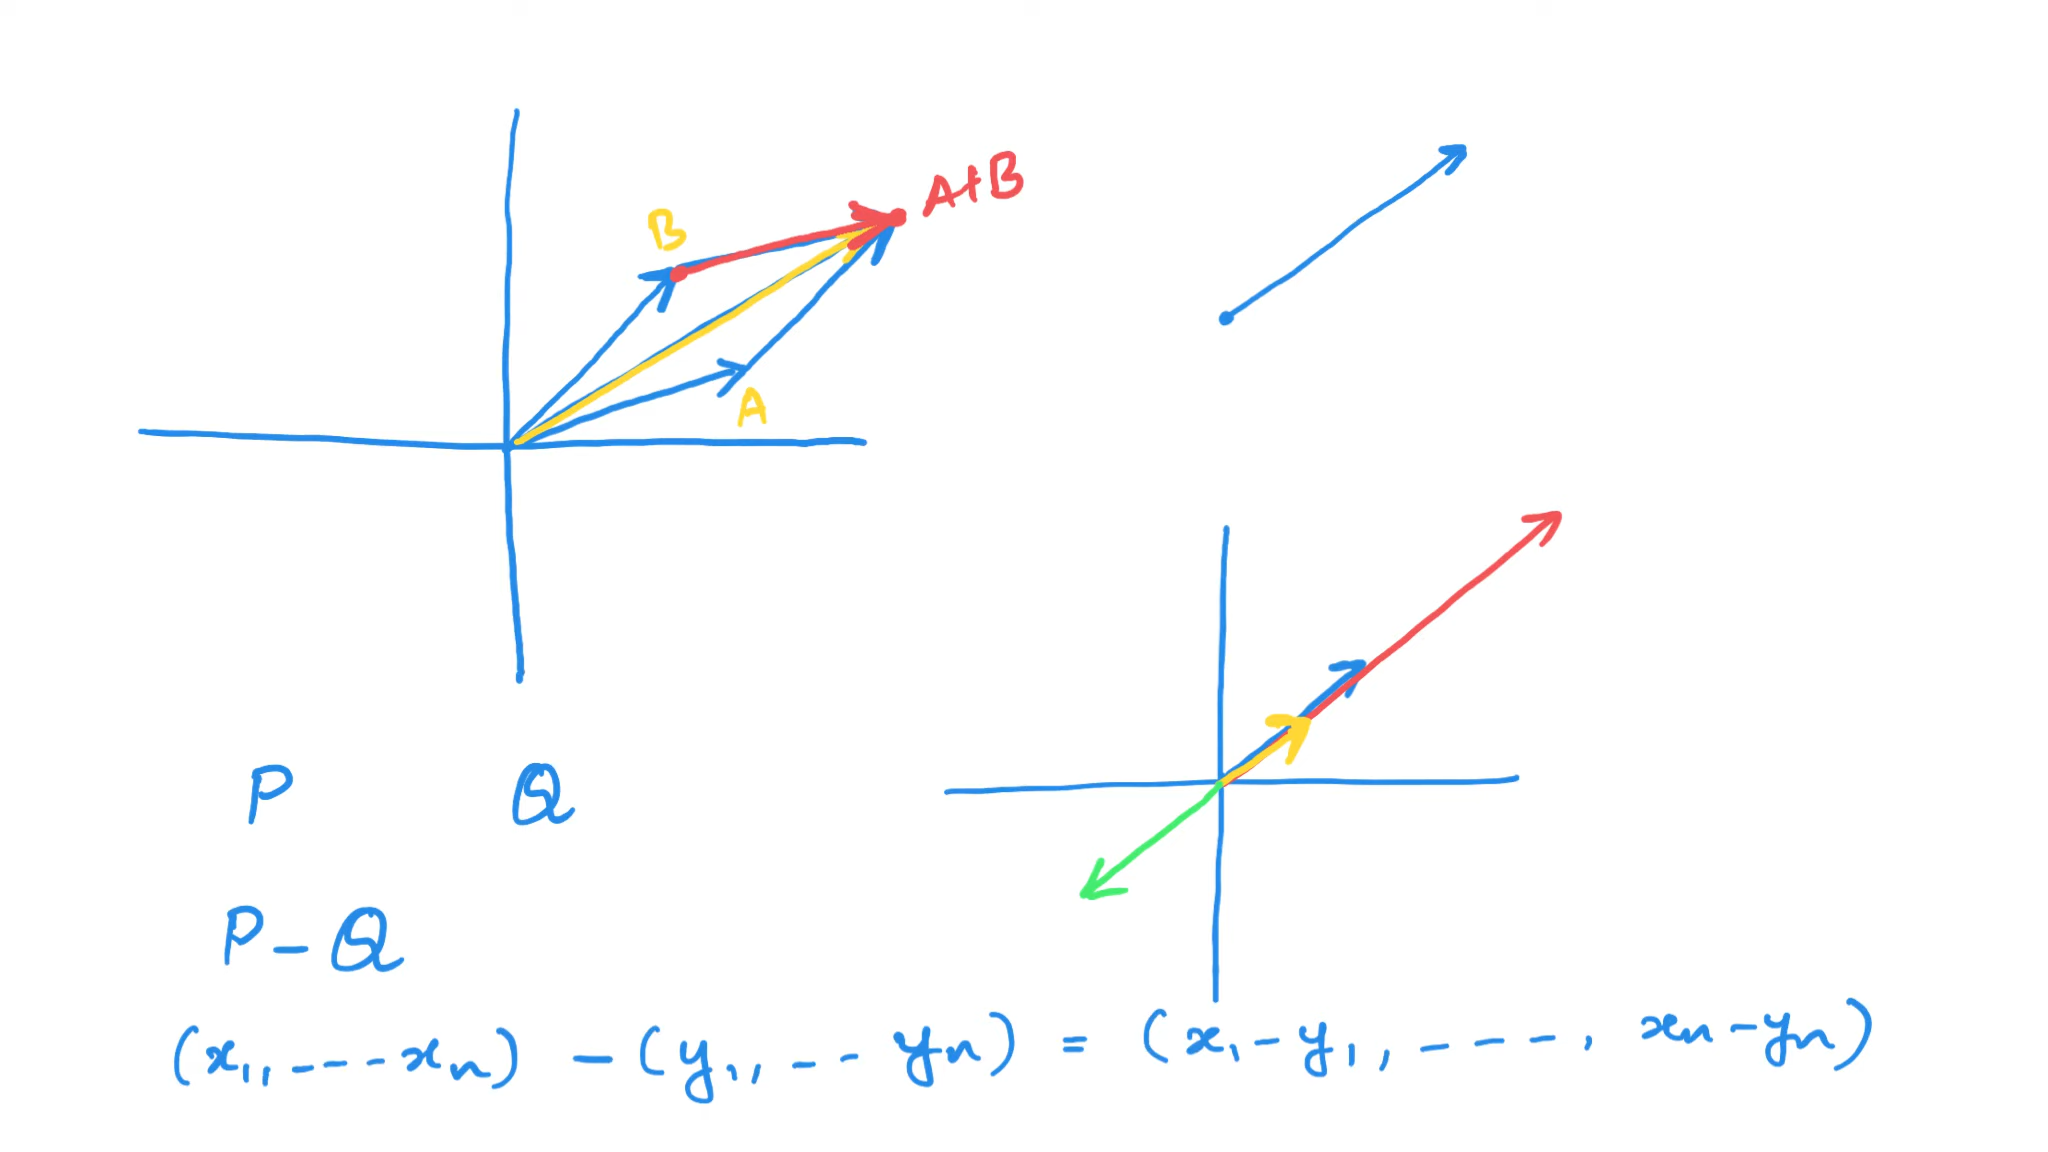 A+B
B
A
P Q
P - Q
(x₁, ---- xₙ) - (y₁, --- yₙ) = (x₁ - y₁, ----, xₙ - yₙ)